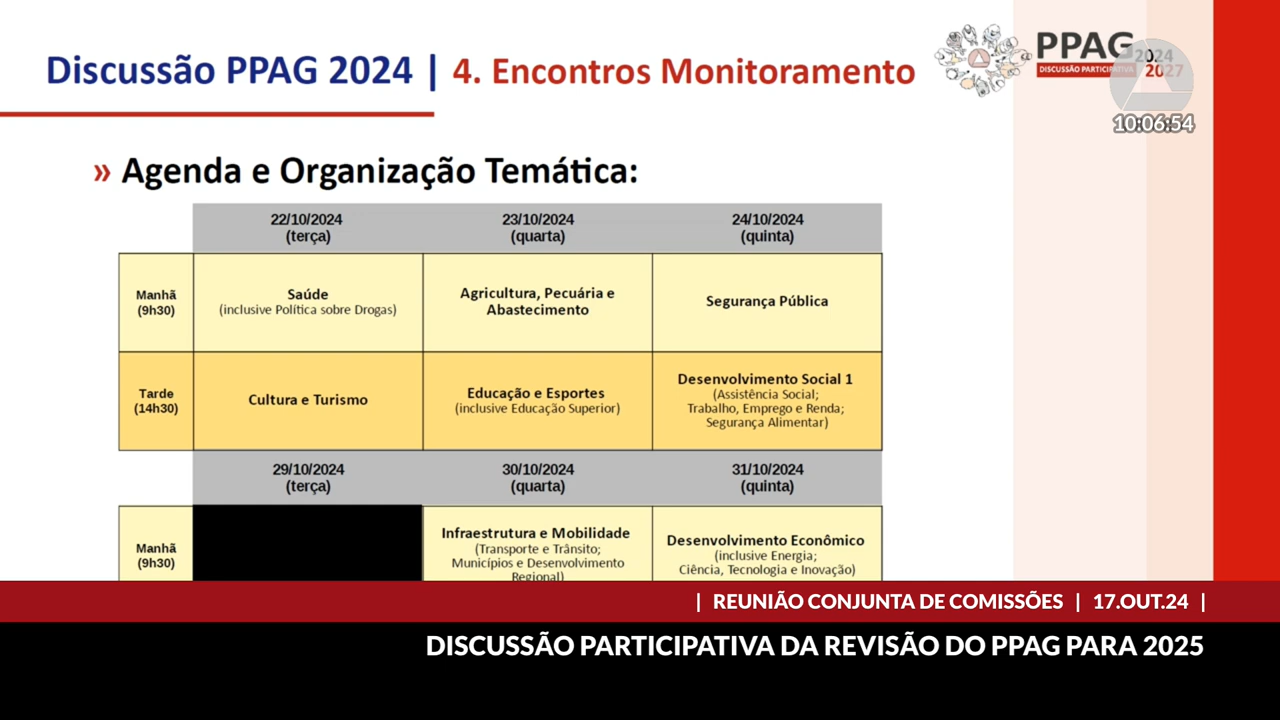 Discussão PPAG 2024 | 4. Encontros Monitoramento
PPAG 2024
DISCUSSÃO PARTICIPATIVA 2027
10:06:54
» Agenda e Organização Temática:
22/10/2024 23/10/2024 24/10/2024
(terça) (quarta) (quinta)
Manhã
(9h30)
Saúde
(inclusive Política sobre Drogas)
Agricultura, Pecuária e
Abastecimento
Segurança Pública
Tarde
(14h30)
Cultura e Turismo
Educação e Esportes
(inclusive Educação Superior)
Desenvolvimento Social 1
(Assistência Social;
Trabalho, Emprego e Renda;
Segurança Alimentar)
29/10/2024 30/10/2024 31/10/2024
(terça) (quarta) (quinta)
Manhã
(9h30)
Infraestrutura e Mobilidade
(Transporte e Trânsito;
Municípios e Desenvolvimento
Regional)
Desenvolvimento Econômico
(inclusive Energia;
Ciência, Tecnologia e Inovação)
| REUNIÃO CONJUNTA DE COMISSÕES | 17.OUT.24 |
DISCUSSÃO PARTICIPATIVA DA REVISÃO DO PPAG PARA 2025